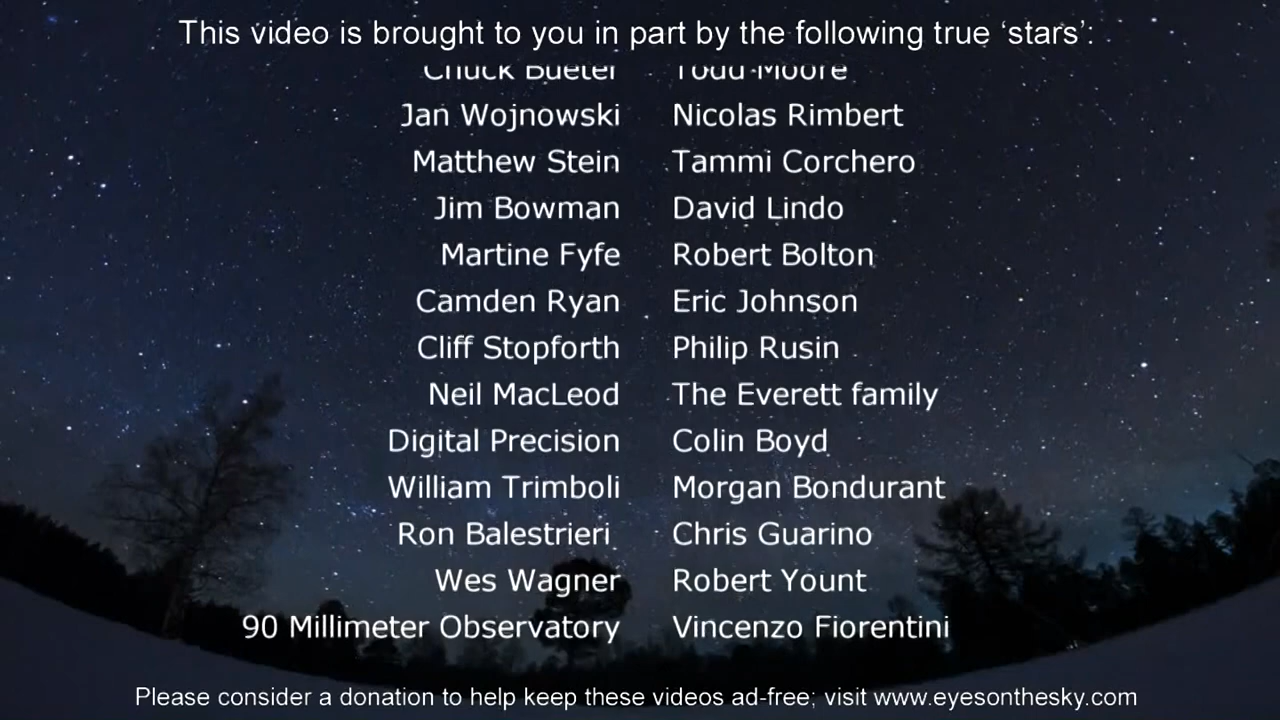 This video is brought to you in part by the following true ‘stars’:
Chuck Bueter Todd Moore
Jan Wojnowski Nicolas Rimbert
Matthew Stein Tammi Corchero
Jim Bowman David Lindo
Martine Fyfe Robert Bolton
Camden Ryan Eric Johnson
Cliff Stopforth Philip Rusin
Neil MacLeod The Everett family
Digital Precision Colin Boyd
William Trimboli Morgan Bondurant
Ron Balestrieri Chris Guarino
Wes Wagner Robert Yount
90 Millimeter Observatory Vincenzo Fiorentini
Please consider a donation to help keep these videos ad-free; visit www.eyesonthesky.com